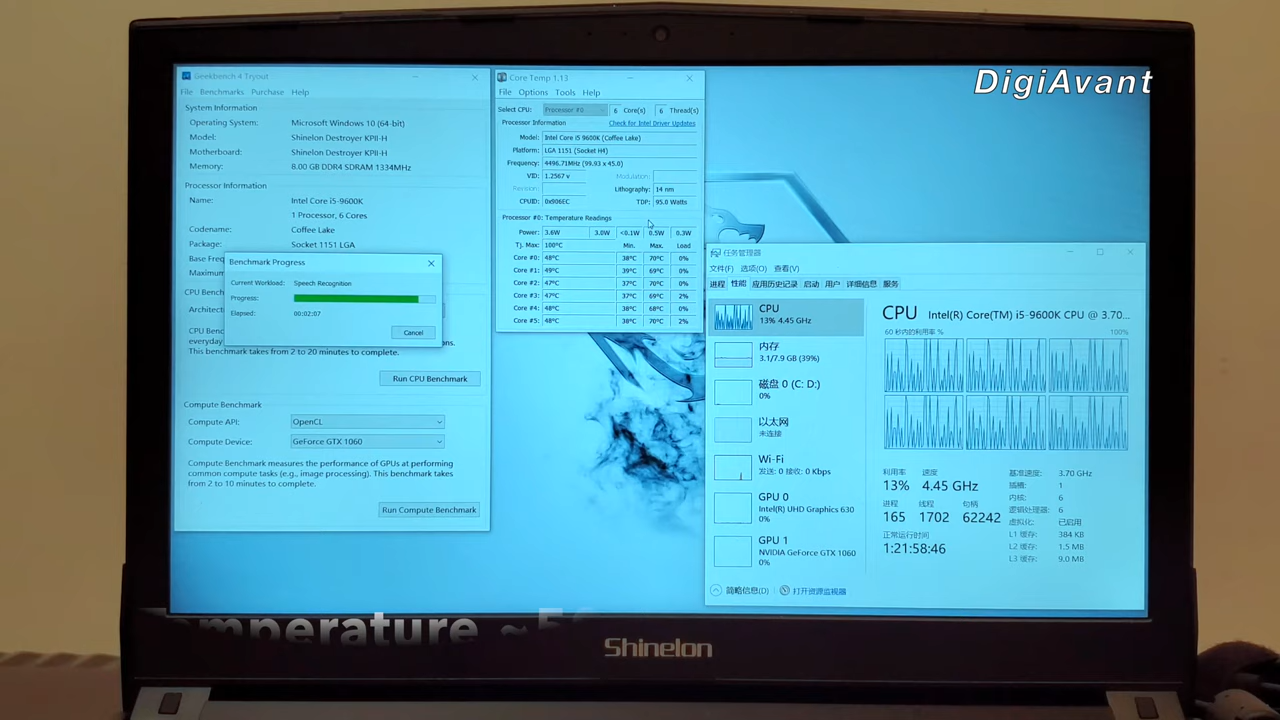 DigiAvant
Geekbench 4 Tryout
File Benchmarks Purchase Help
System Information
Operating System: Microsoft Windows 10 (64-bit)
Model: Shinelon Destroyer KPII-H
Motherboard: Shinelon Destroyer KPII-H
Memory: 8.00 GB DDR4 SDRAM 1334MHz
Processor Information
Name: Intel Core i5-9600K
1 Processor, 6 Cores
Codename: Coffee Lake
Package: Socket 1151 LGA
Base Freq
Maximum
CPU Bench
Architect
CPU Benc
everyday
ons.
This benchmark takes from 2 to 20 minutes to complete.
Run CPU Benchmark
Compute Benchmark
Compute API: OpenCL
Compute Device: GeForce GTX 1060
Compute Benchmark measures the performance of GPUs at performing
common compute tasks (e.g., image processing). This benchmark takes
from 2 to 10 minutes to complete.
Run Compute Benchmark
Benchmark Progress
Current Workload: Speech Recognition
Progress:
Elapsed: 00:02:07
Cancel
Core Temp 1.13
File Options Tools Help
Select CPU: Processor #0 6 Core(s) 6 Thread(s)
Processor Information Check for Intel Driver Updates
Model: Intel Core i5 9600K (Coffee Lake)
Platform: LGA 1151 (Socket H4)
Frequency: 4496.71MHz (99.93 x 45.0)
VID: 1.2567 v Modulation:
Revision: Lithography: 14 nm
CPUID: 0x906EC TDP: 95.0 Watts
Processor #0: Temperature Readings
Power: 3.6W 3.0W <0.1W 0.5W 0.3W
Tj. Max: 100°C Min. Max. Load
Core #0: 48°C 38°C 70°C 0%
Core #1: 49°C 39°C 69°C 0%
Core #2: 47°C 37°C 70°C 0%
Core #3: 47°C 37°C 69°C 2%
Core #4: 48°C 38°C 68°C 0%
Core #5: 48°C 38°C 70°C 2%
任务管理器
文件(F) 选项(O) 查看(V)
进程 性能 应用历史记录 启动 用户 详细信息 服务
CPU
13% 4.45 GHz
内存
3.1/7.9 GB (39%)
磁盘 0 (C: D:)
0%
以太网
未连接
Wi-Fi
发送: 0 接收: 0 Kbps
GPU 0
Intel(R) UHD Graphics 630
0%
GPU 1
NVIDIA GeForce GTX 1060
0%
CPU Intel(R) Core(TM) i5-9600K CPU @ 3.70...
60 秒内的利用率 % 100%
利用率 速度
13% 4.45 GHz
进程 线程 句柄
165 1702 62242
正常运行时间
1:21:58:46
基准速度: 3.70 GHz
插槽: 1
内核: 6
逻辑处理器: 6
虚拟化: 已启用
L1 缓存: 384 KB
L2 缓存: 1.5 MB
L3 缓存: 9.0 MB
简略信息(D) 打开资源监视器
Temperature ~
Shinelon